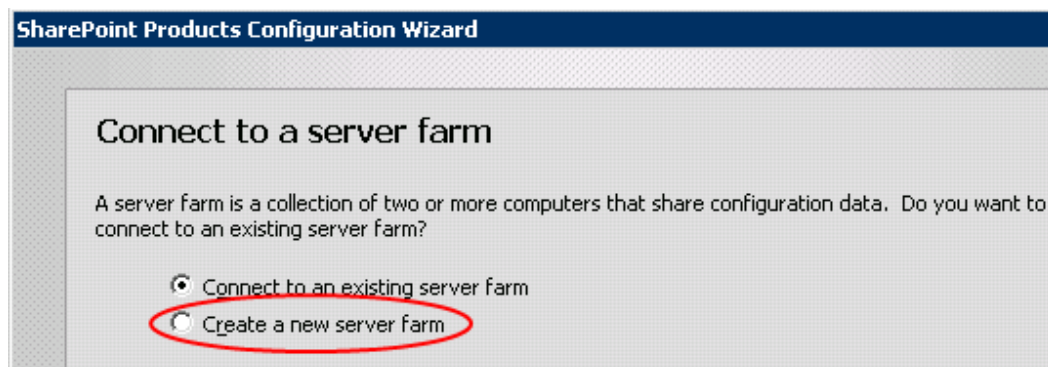 SharePoint Products Configuration Wizard
Connect to a server farm
A server farm is a collection of two or more computers that share configuration data.  Do you want to
connect to an existing server farm?
Connect to an existing server farm
Create a new server farm